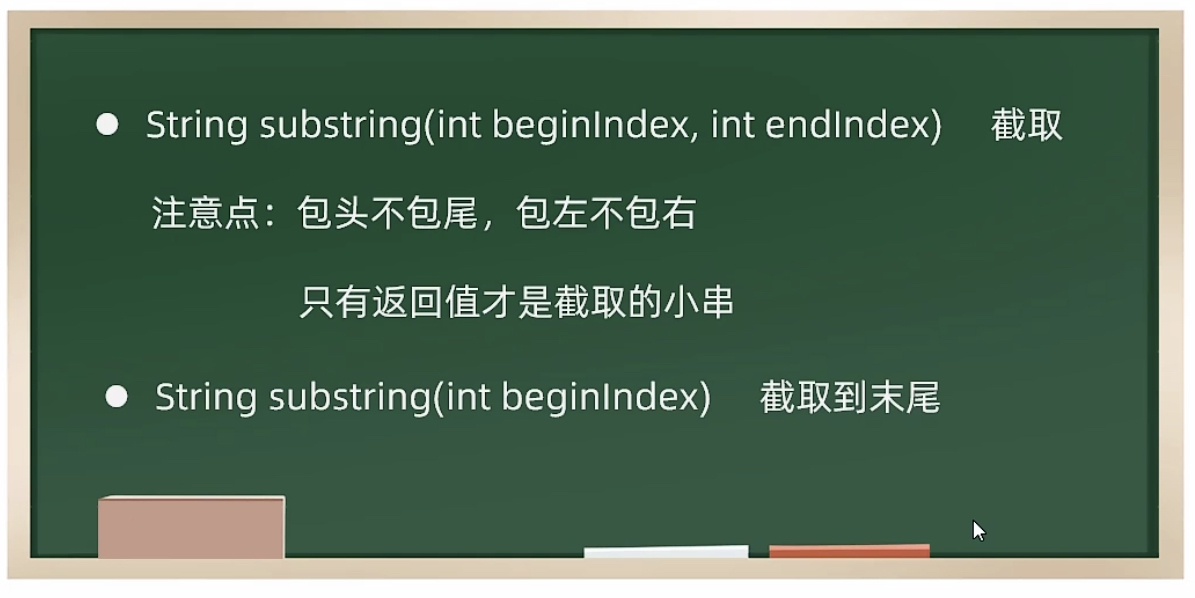 ● String substring(int beginIndex, int endIndex) 截取
注意点：包头不包尾，包左不包右
只有返回值才是截取的小串
● String substring(int beginIndex) 截取到末尾